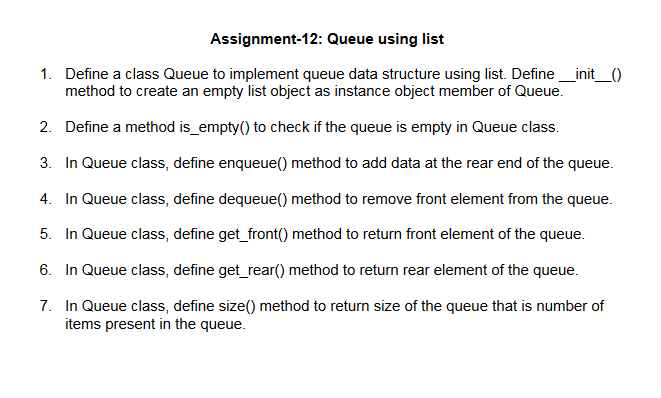 Assignment-12: Queue using list
1. Define a class Queue to implement queue data structure using list. Define __init__()
method to create an empty list object as instance object member of Queue.
2. Define a method is_empty() to check if the queue is empty in Queue class.
3. In Queue class, define enqueue() method to add data at the rear end of the queue.
4. In Queue class, define dequeue() method to remove front element from the queue.
5. In Queue class, define get_front() method to return front element of the queue.
6. In Queue class, define get_rear() method to return rear element of the queue.
7. In Queue class, define size() method to return size of the queue that is number of
items present in the queue.